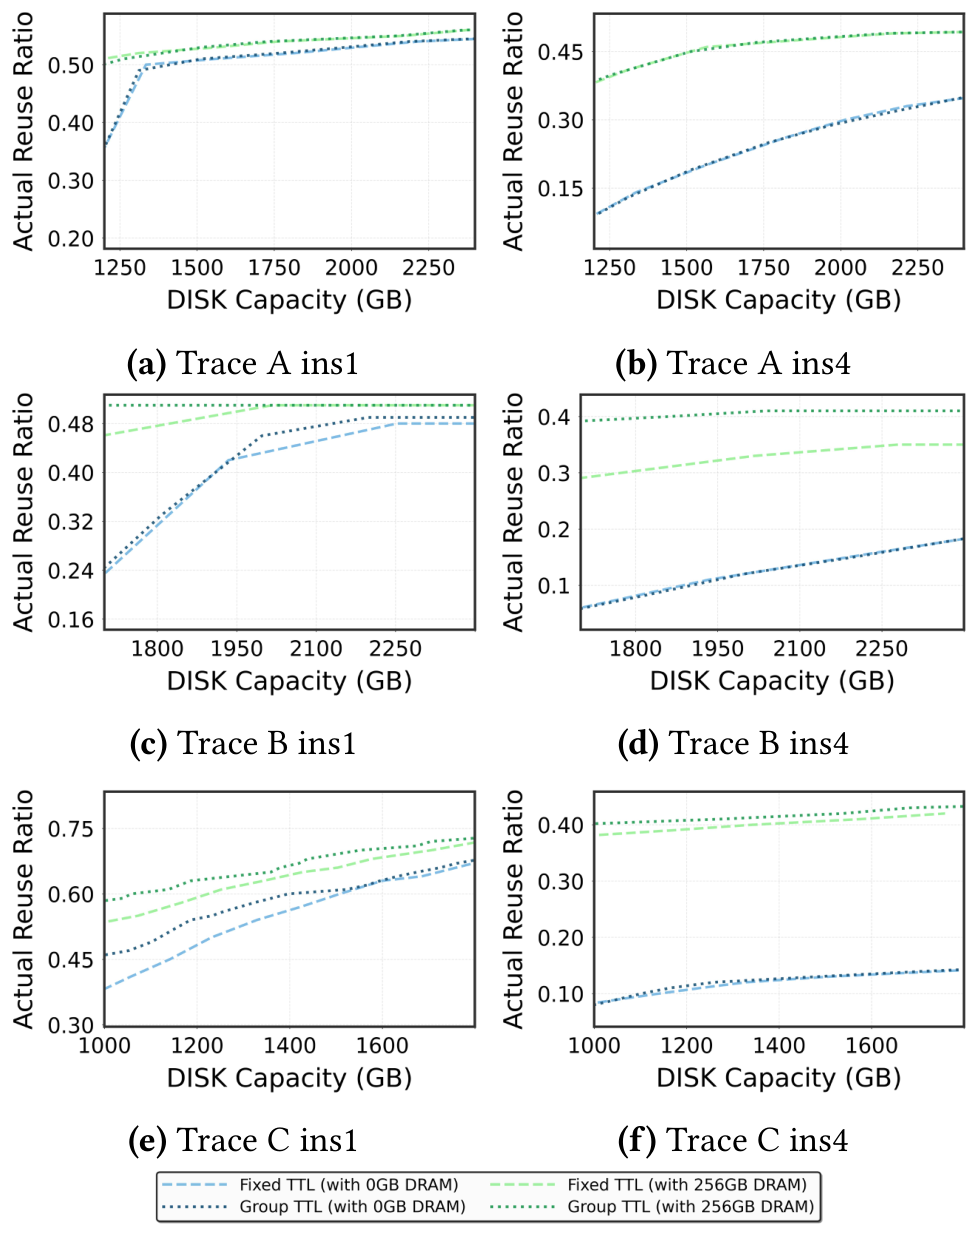 Actual Reuse Ratio
0.50
0.40
0.30
0.20
1250 1500 1750 2000 2250
DISK Capacity (GB)
(a) Trace A ins1
Actual Reuse Ratio
0.45
0.30
0.15
1250 1500 1750 2000 2250
DISK Capacity (GB)
(b) Trace A ins4
Actual Reuse Ratio
0.48
0.40
0.32
0.24
0.16
1800 1950 2100 2250
DISK Capacity (GB)
(c) Trace B ins1
Actual Reuse Ratio
0.4
0.3
0.2
0.1
1800 1950 2100 2250
DISK Capacity (GB)
(d) Trace B ins4
Actual Reuse Ratio
0.75
0.60
0.45
0.30
1000 1200 1400 1600
DISK Capacity (GB)
(e) Trace C ins1
Actual Reuse Ratio
0.40
0.30
0.20
0.10
1000 1200 1400 1600
DISK Capacity (GB)
(f) Trace C ins4
Fixed TTL (with 0GB DRAM) Fixed TTL (with 256GB DRAM)
Group TTL (with 0GB DRAM) Group TTL (with 256GB DRAM)